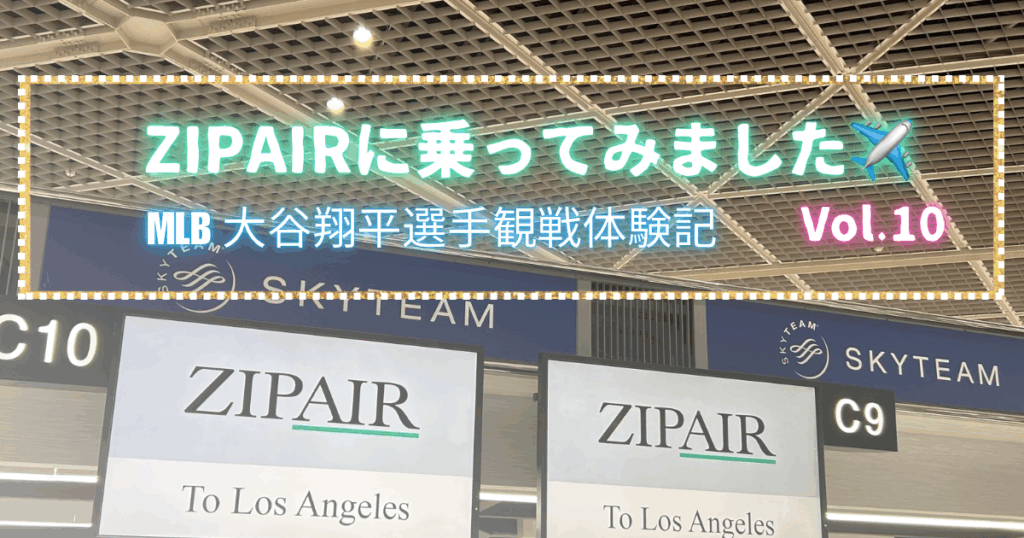 ZIPAIRに乗ってみました✈️
MLB 大谷翔平選手観戦体験記 Vol.10
SKYTEAM
SKYTEAM
SKYTEAM
SKYTEAM
C10
C9
ZIPAIR
To Los Angeles
ZIPAIR
To Los Angeles